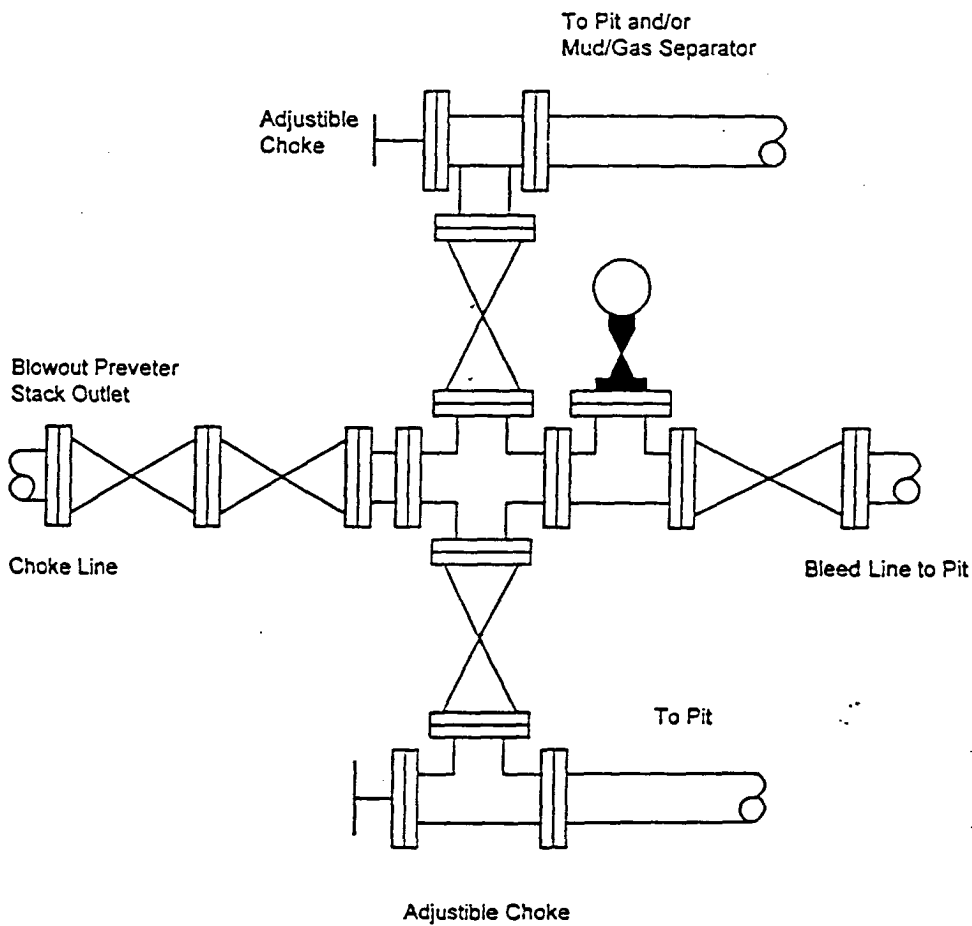 To Pit and/or
Mud/Gas Separator
Adjustible
Choke
Blowout Preveter
Stack Outlet
Choke Line
Bleed Line to Pit
To Pit
Adjustible Choke